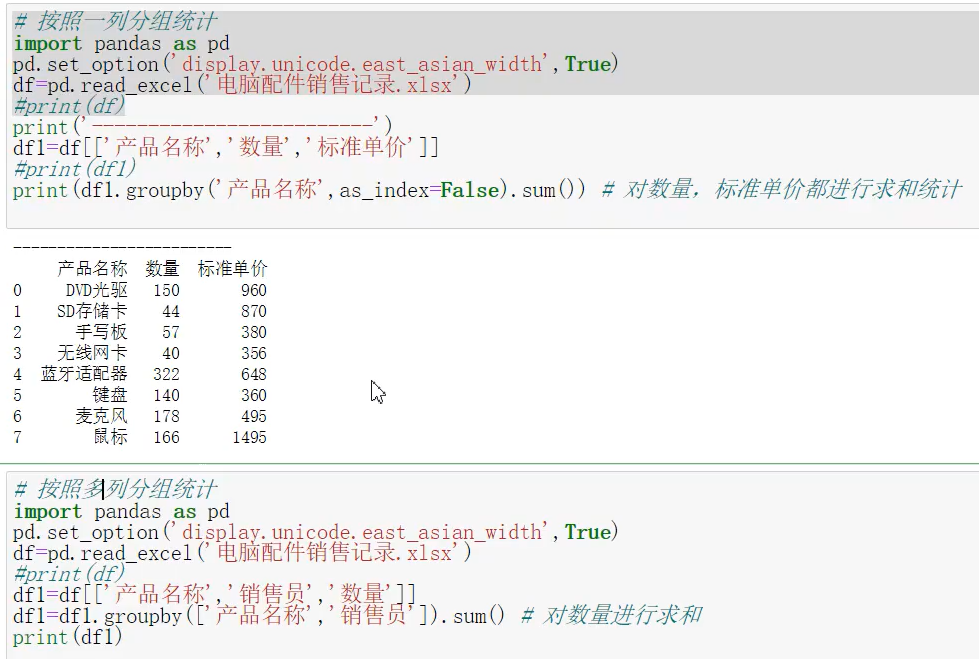 # 按照一列分组统计
import pandas as pd
pd.set_option('display.unicode.east_asian_width',True)
df=pd.read_excel('电脑配件销售记录.xlsx')
#print(df)
print('-------------------------')
df1=df[['产品名称','数量','标准单价']]
#print(df1)
print(df1.groupby('产品名称',as_index=False).sum()) # 对数量，标准单价都进行求和统计
-------------------------
产品名称 数量 标准单价
0 DVD光驱 150 960
1 SD存储卡 44 870
2 手写板 57 380
3 无线网卡 40 356
4 蓝牙适配器 322 648
5 键盘 140 360
6 麦克风 178 495
7 鼠标 166 1495
# 按照多列分组统计
import pandas as pd
pd.set_option('display.unicode.east_asian_width',True)
df=pd.read_excel('电脑配件销售记录.xlsx')
#print(df)
df1=df[['产品名称','销售员','数量']]
df1=df1.groupby(['产品名称','销售员']).sum() # 对数量进行求和
print(df1)